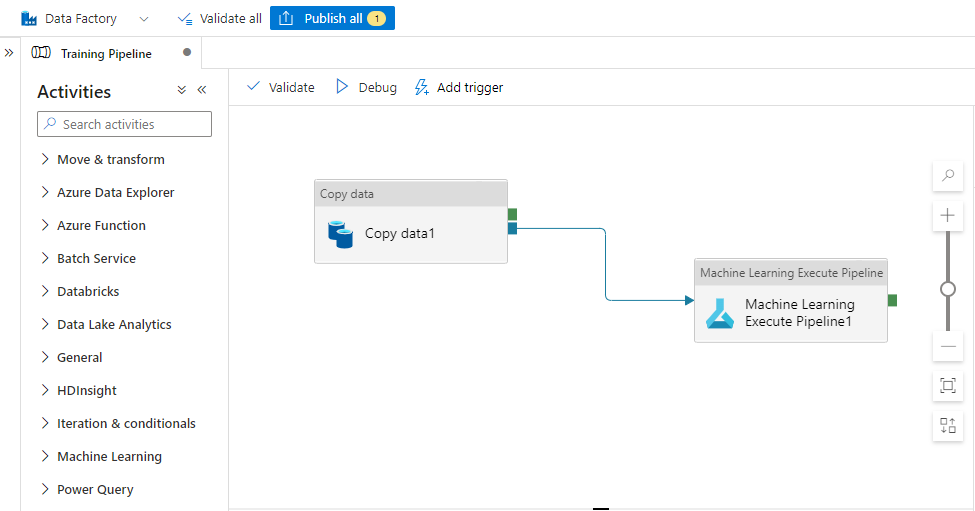 Data Factory
Validate all
Publish all 1
Training Pipeline
Activities
Search activities
Move & transform
Azure Data Explorer
Azure Function
Batch Service
Databricks
Data Lake Analytics
General
HDInsight
Iteration & conditionals
Machine Learning
Power Query
Validate
Debug
Add trigger
Copy data
Copy data1
Machine Learning Execute Pipeline
Machine Learning
Execute Pipeline1